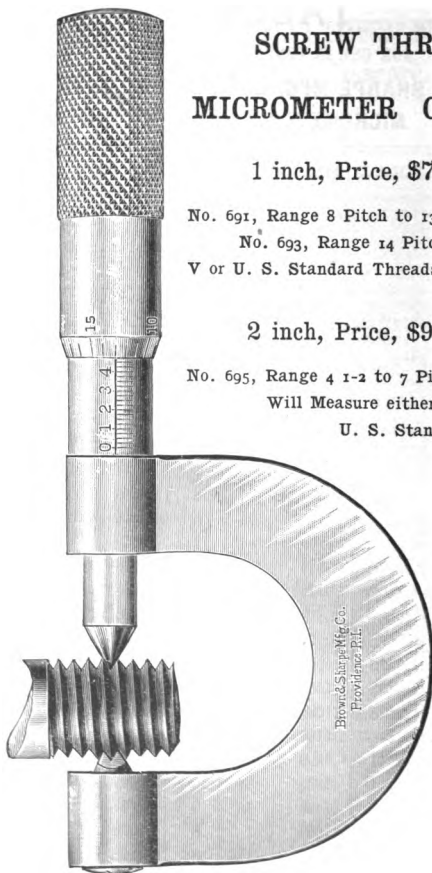 SCREW THR
MICROMETER C
1 inch, Price, $7
No. 691, Range 8 Pitch to 13
No. 693, Range 14 Pitc
V or U. S. Standard Threads
2 inch, Price, $9
No. 695, Range 4 1-2 to 7 Pi
Will Measure either
U. S. Stan
15
10
0 1 2 3 4
Brown & Sharpe Mfg. Co.
Providence R.I.